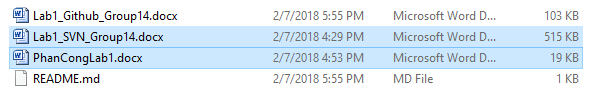 Lab1_Github_Group14.docx 2/7/2018 5:55 PM Microsoft Word D... 103 KB
Lab1_SVN_Group14.docx 2/7/2018 4:29 PM Microsoft Word D... 515 KB
PhanCongLab1.docx 2/7/2018 4:53 PM Microsoft Word D... 19 KB
README.md 2/7/2018 5:55 PM MD File 1 KB